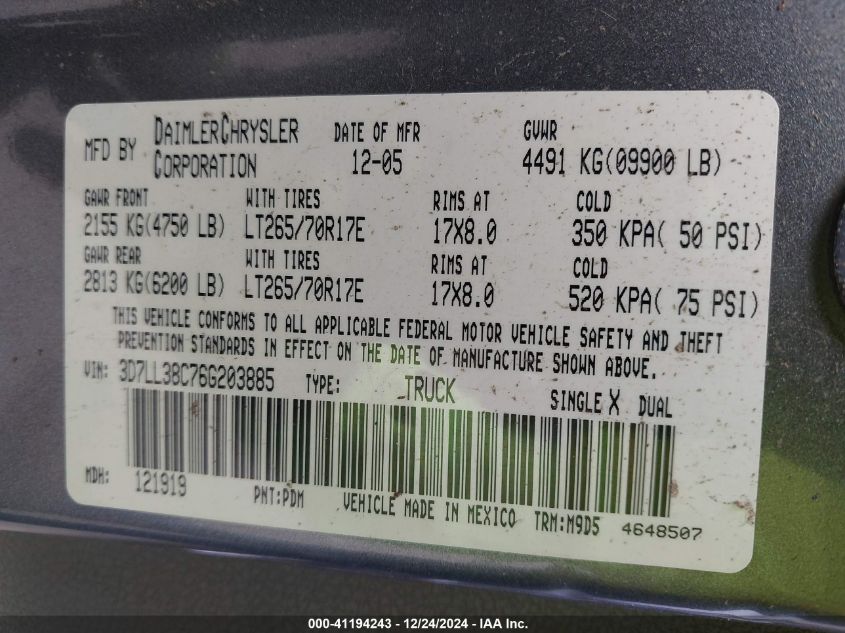 MFD BY DAIMLERCHRYSLER CORPORATION DATE OF MFR 12-05 GVWR 4491 KG(09900 LB)
GAWR FRONT WITH TIRES RIMS AT COLD
2155 KG(4750 LB) LT265/70R17E 17X8.0 350 KPA( 50 PSI)
GAWR REAR WITH TIRES RIMS AT COLD
2813 KG(6200 LB) LT265/70R17E 17X8.0 520 KPA( 75 PSI)
THIS VEHICLE CONFORMS TO ALL APPLICABLE FEDERAL MOTOR VEHICLE SAFETY AND THEFT
PREVENTION STANDARDS IN EFFECT ON THE DATE OF MANUFACTURE SHOWN ABOVE.
VIN: 3D7LL38C76G203885 TYPE: TRUCK SINGLE X DUAL
MDH: 121919 PNT:PDM VEHICLE MADE IN MEXICO TRM:M9D5 4648507
000-41194243 - 12/24/2024 - IAA Inc.